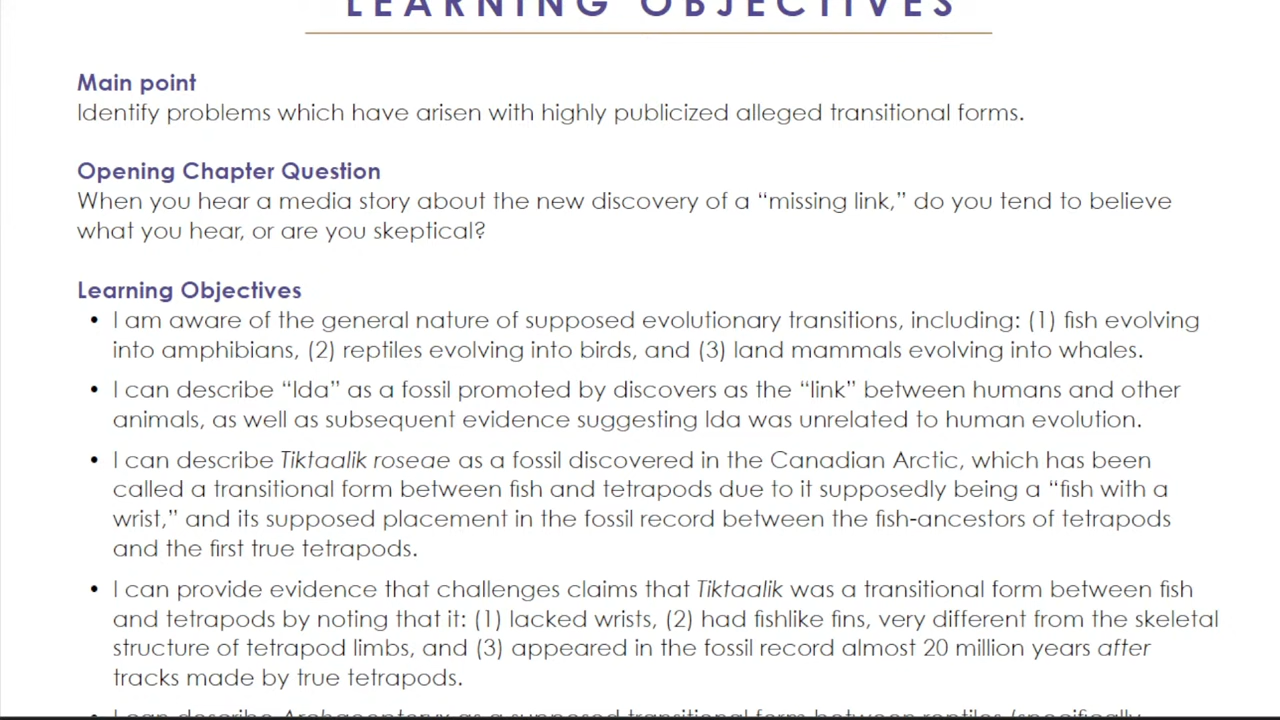 LEARNING OBJECTIVES
Main point
Identify problems which have arisen with highly publicized alleged transitional forms.
Opening Chapter Question
When you hear a media story about the new discovery of a “missing link,” do you tend to believe
what you hear, or are you skeptical?
Learning Objectives
• I am aware of the general nature of supposed evolutionary transitions, including: (1) fish evolving
into amphibians, (2) reptiles evolving into birds, and (3) land mammals evolving into whales.
• I can describe “Ida” as a fossil promoted by discovers as the “link” between humans and other
animals, as well as subsequent evidence suggesting Ida was unrelated to human evolution.
• I can describe Tiktaalik roseae as a fossil discovered in the Canadian Arctic, which has been
called a transitional form between fish and tetrapods due to it supposedly being a “fish with a
wrist,” and its supposed placement in the fossil record between the fish-ancestors of tetrapods
and the first true tetrapods.
• I can provide evidence that challenges claims that Tiktaalik was a transitional form between fish
and tetrapods by noting that it: (1) lacked wrists, (2) had fishlike fins, very different from the skeletal
structure of tetrapod limbs, and (3) appeared in the fossil record almost 20 million years after
tracks made by true tetrapods.
• I can describe Archaeopteryx as a supposed transitional form between reptiles (specifically